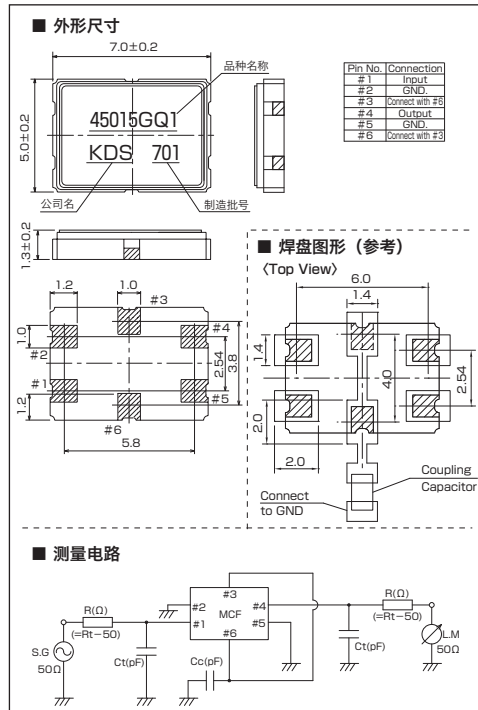 ■ 外形尺寸
7.0±0.2
品种名称
5.0±0.2
45015GQ1
KDS 701
公司名
制造批号
Pin No. Connection
#1 Input
#2 GND.
#3 Connect with #6
#4 Output
#5 GND.
#6 Connect with #3
1.3±0.2
1.2
1.0
#3
#4
1.0
#2
2.54
3.8
#1
1.2
#5
#6
5.8
■ 焊盘图形（参考）
〈Top View〉
6.0
1.4
1.4
4.0
2.54
2.0
2.0
Coupling
Capacitor
Connect
to GND
■ 测量电路
R(Ω)
(=Rt-50)
#3
#2
MCF
#4
#1
#5
#6
R(Ω)
(=Rt-50)
S.G
50Ω
Ct(pF)
Cc(pF)
Ct(pF)
L.M
50Ω